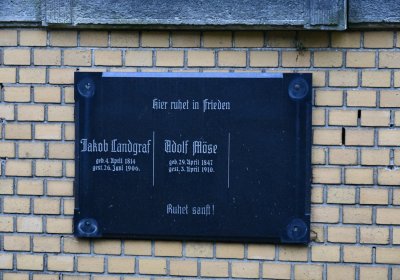 Hier ruhet in Frieden
Jakob Landgraf
geb. 4. April 1814
gest. 26. Juni 1906.
Adolf Möse
geb. 29. April 1847
gest. 3. April 1910.
Ruhet sanft!